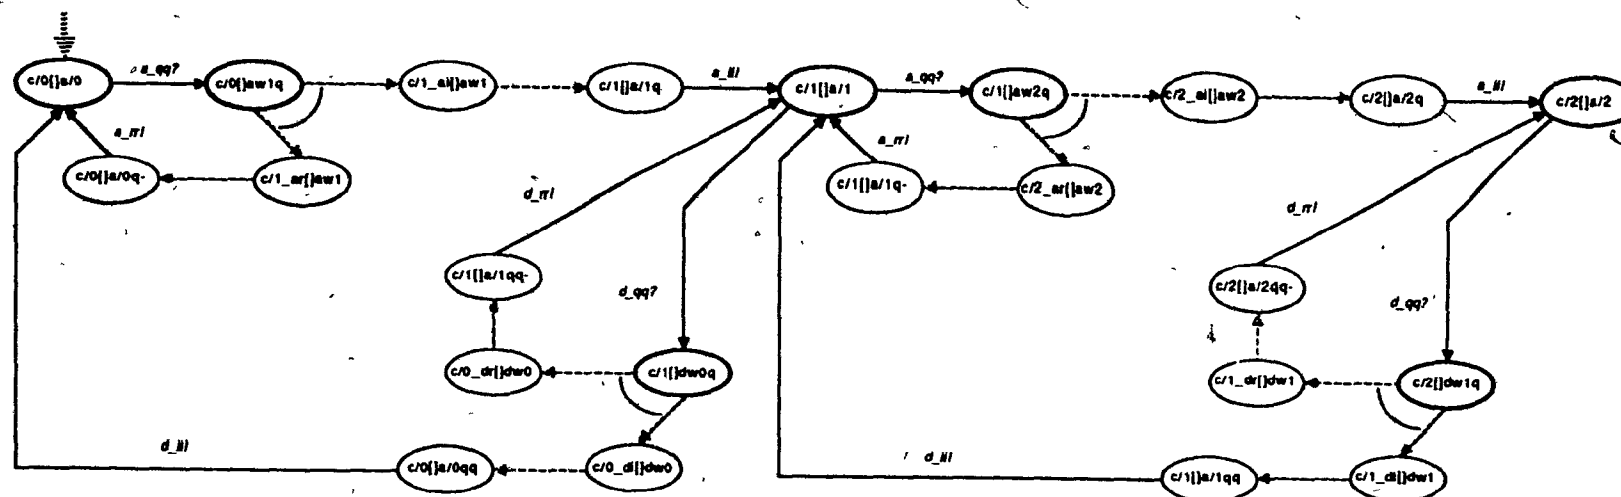 c/0[]a/0
a_qq?
c/0[]aw1q
c/1_ai[]aw1
c/1[]a/1q
a_ii!
c/1[]a/1
a_qq?
c/1[]aw2q
c/2_ai[]aw2
c/2[]a/2q
a_ii!
c/2[]a/2
a_rr!
c/0[]a/0q-
c/1_ar[]aw1
a_rr!
c/1[]a/1q-
c/2_ar[]aw2
d_rr!
d_rr!
c/1[]a/1qq-
d_qq?
c/2[]a/2qq-
d_qq?
c/0_dr[]dw0
c/1[]dw0q
c/1_dr[]dw1
c/2[]dw1q
d_ii!
c/0[]a/0qq
c/0_di[]dw0
d_ii!
c/1[]a/1qq
c/1_di[]dw1